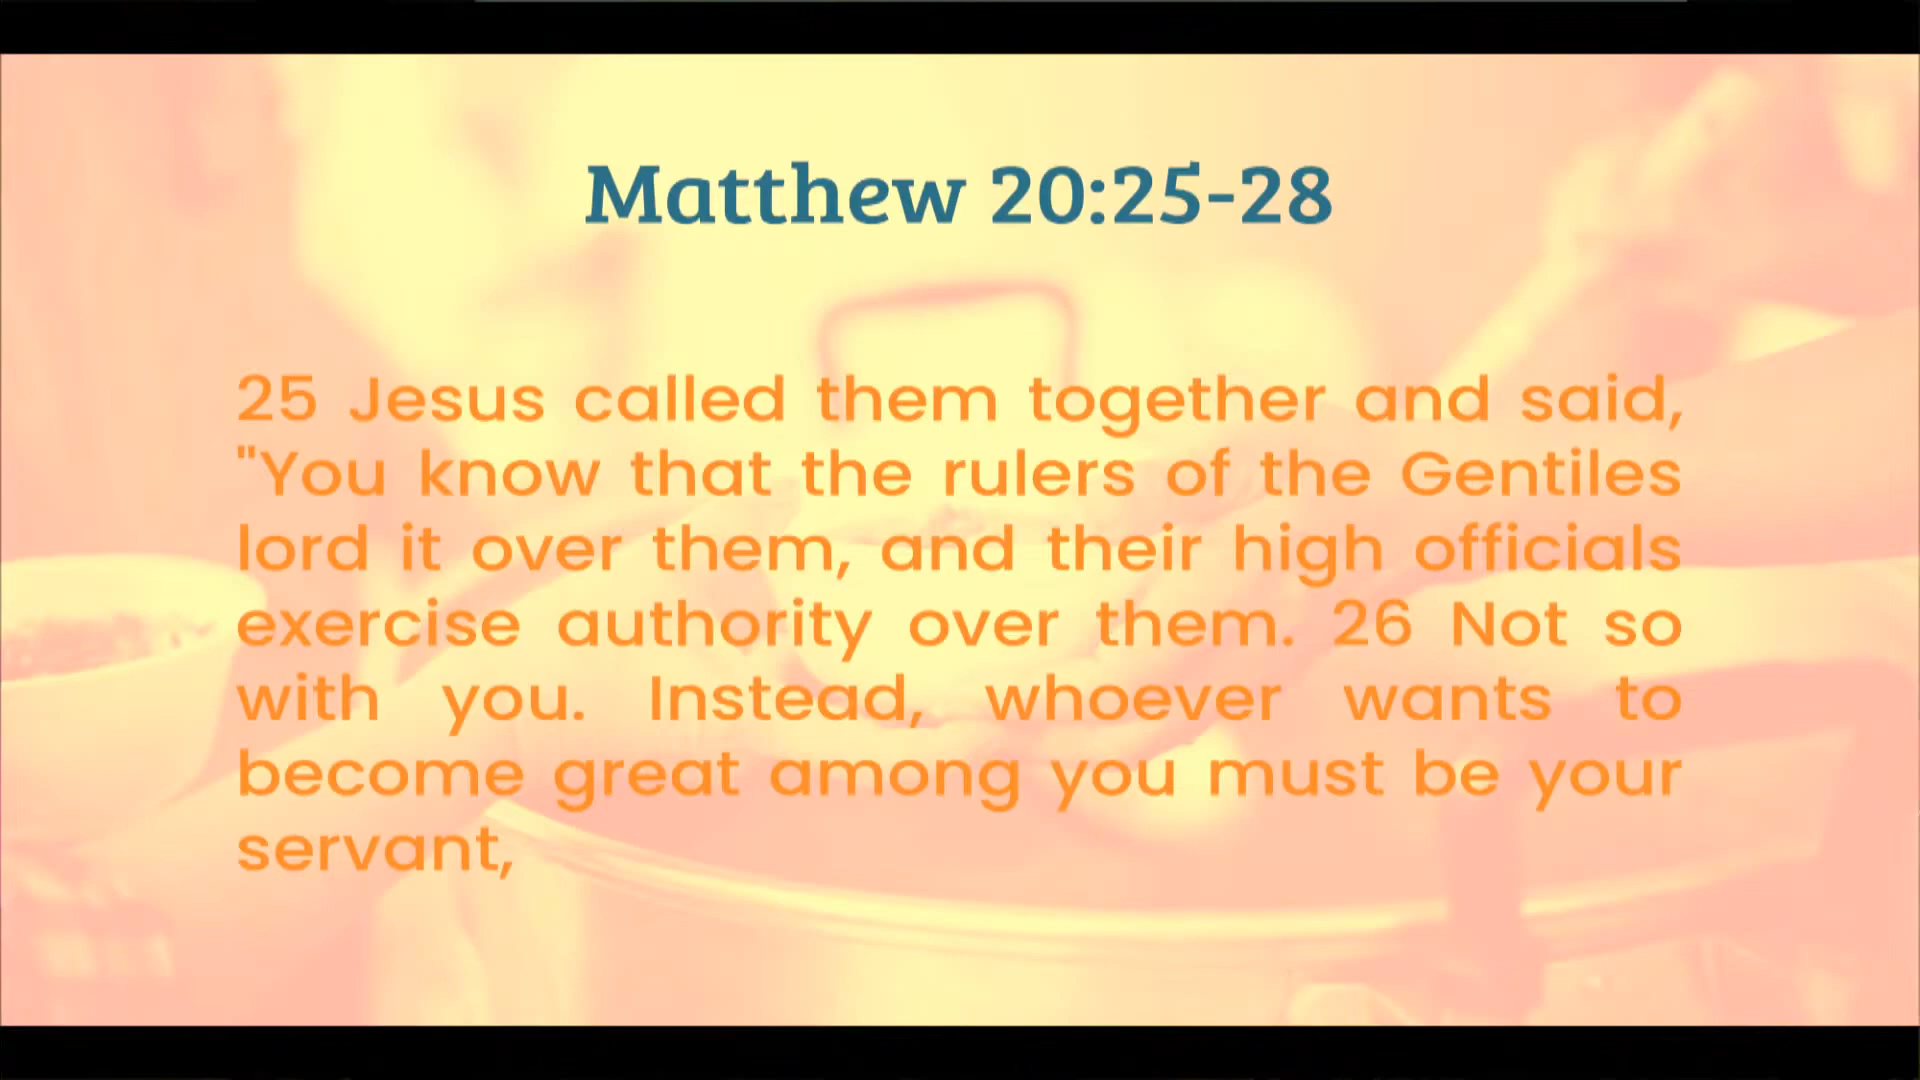 Matthew 20:25-28
25 Jesus called them together and said,
"You know that the rulers of the Gentiles
lord it over them, and their high officials
exercise authority over them. 26 Not so
with you. Instead, whoever wants to
become great among you must be your
servant,